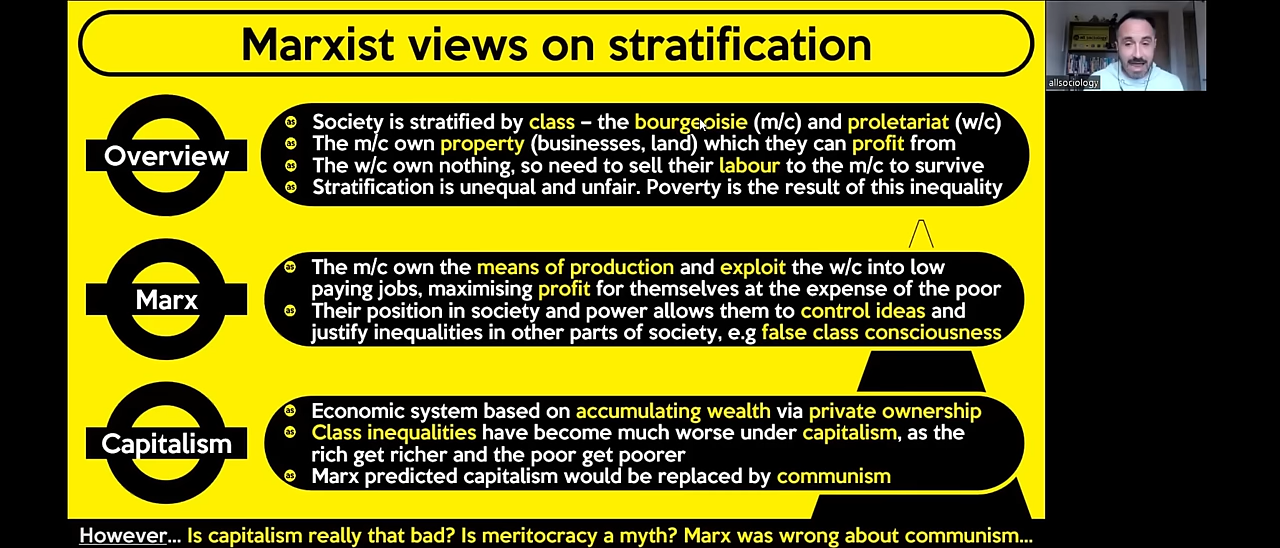 Marxist views on stratification
allsociology
Overview
Society is stratified by class – the bourgeoisie (m/c) and proletariat (w/c)
The m/c own property (businesses, land) which they can profit from
The w/c own nothing, so need to sell their labour to the m/c to survive
Stratification is unequal and unfair. Poverty is the result of this inequality
Marx
The m/c own the means of production and exploit the w/c into low
paying jobs, maximising profit for themselves at the expense of the poor
Their position in society and power allows them to control ideas and
justify inequalities in other parts of society, e.g false class consciousness
Capitalism
Economic system based on accumulating wealth via private ownership
Class inequalities have become much worse under capitalism, as the
rich get richer and the poor get poorer
Marx predicted capitalism would be replaced by communism
However... Is capitalism really that bad? Is meritocracy a myth? Marx was wrong about communism...